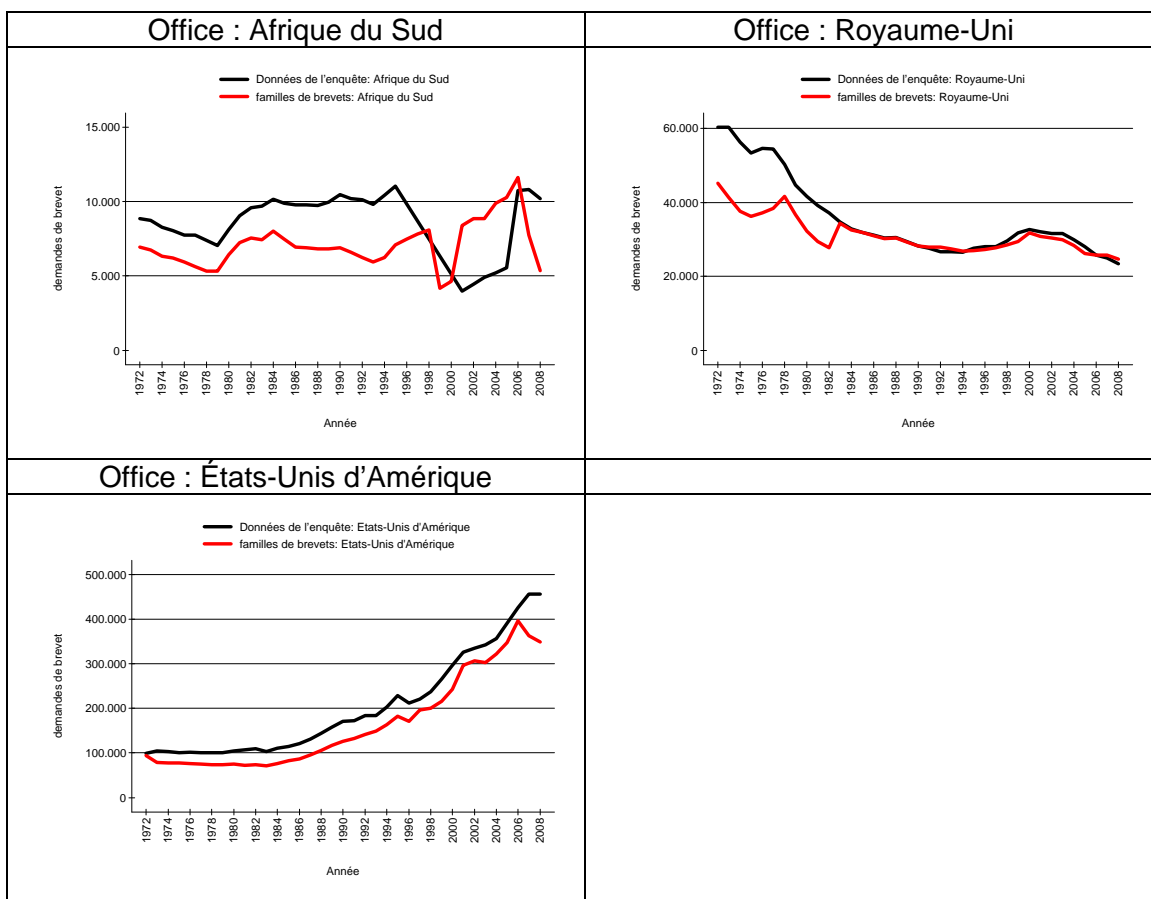 Office : Afrique du Sud
Office : Royaume-Uni
Données de l'enquête: Afrique du Sud
familles de brevets: Afrique du Sud
demandes de brevet
15.000
10.000
5.000
0
1972 1974 1976 1978 1980 1982 1984 1986 1988 1990 1992 1994 1996 1998 2000 2002 2004 2006 2008
Année
Données de l'enquête: Royaume-Uni
familles de brevets: Royaume-Uni
demandes de brevet
60.000
40.000
20.000
0
1972 1974 1976 1978 1980 1982 1984 1986 1988 1990 1992 1994 1996 1998 2000 2002 2004 2006 2008
Année
Office : États-Unis d'Amérique
Données de l'enquête: Etats-Unis d'Amérique
familles de brevets: Etats-Unis d'Amérique
demandes de brevet
500.000
400.000
300.000
200.000
100.000
0
1972 1974 1976 1978 1980 1982 1984 1986 1988 1990 1992 1994 1996 1998 2000 2002 2004 2006 2008
Année